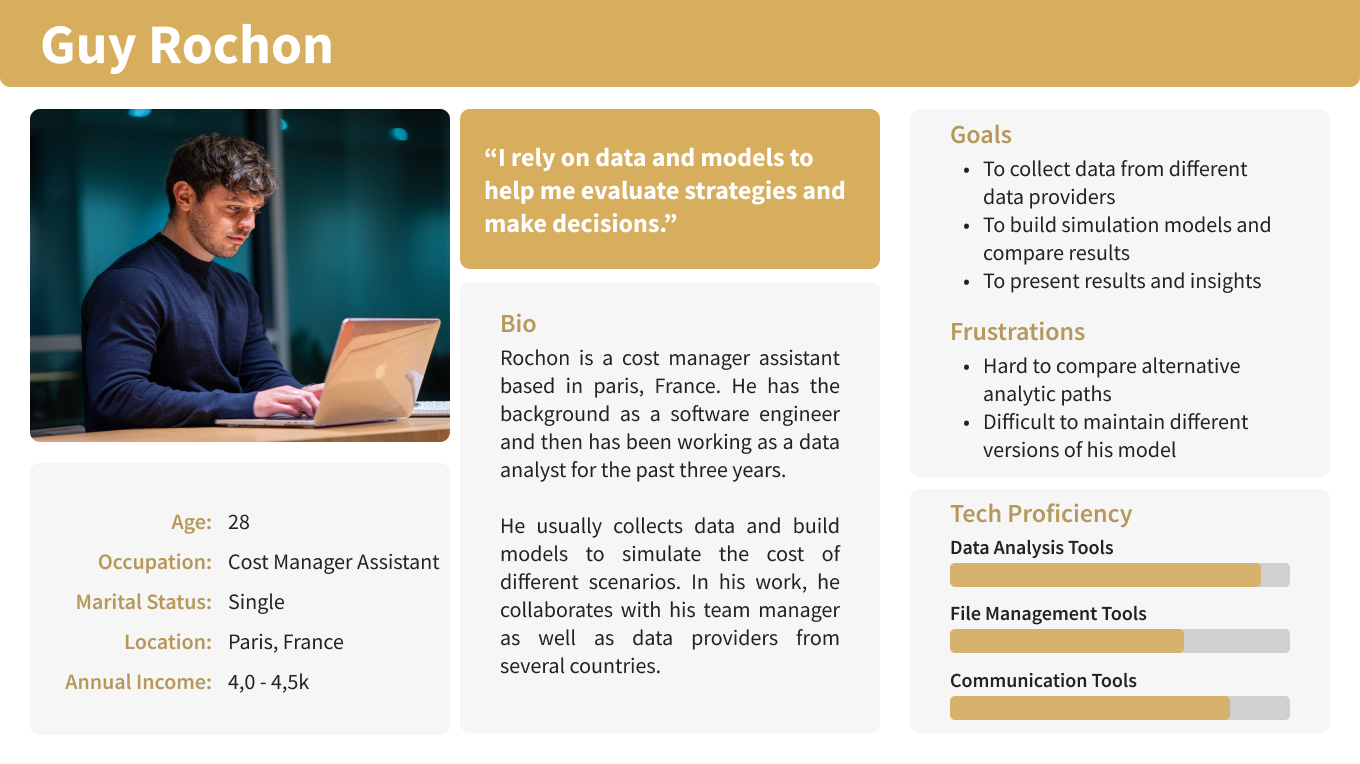 Guy Rochon
“I rely on data and models to
help me evaluate strategies and
make decisions.”
Age: 28
Occupation: Cost Manager Assistant
Marital Status: Single
Location: Paris, France
Annual Income: 4,0 - 4,5k
Bio
Rochon is a cost manager assistant
based in paris, France. He has the
background as a software engineer
and then has been working as a data
analyst for the past three years.
He usually collects data and build
models to simulate the cost of
different scenarios. In his work, he
collaborates with his team manager
as well as data providers from
several countries.
Goals
• To collect data from different
data providers
• To build simulation models and
compare results
• To present results and insights
Frustrations
• Hard to compare alternative
analytic paths
• Difficult to maintain different
versions of his model
Tech Proficiency
Data Analysis Tools
File Management Tools
Communication Tools